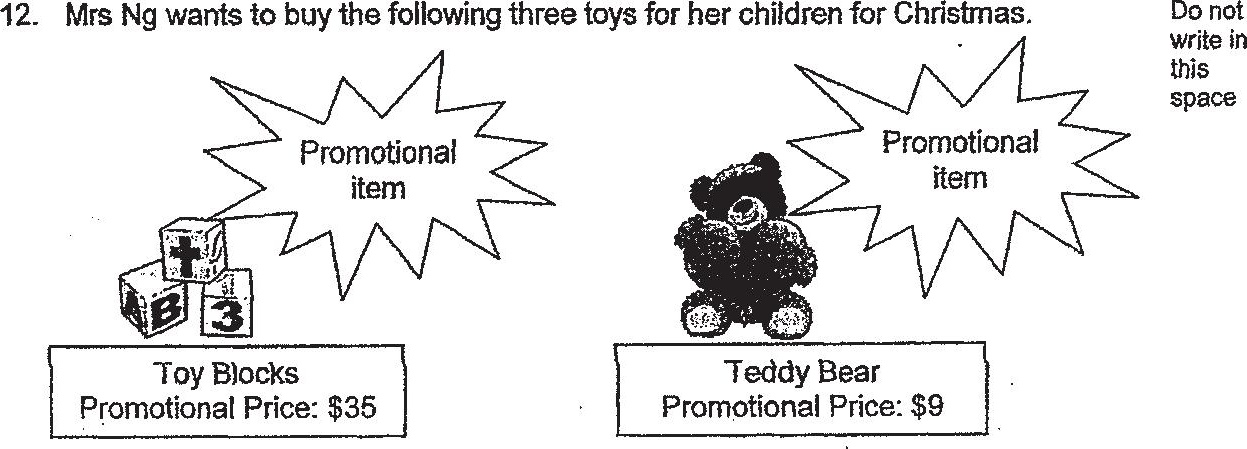 12. Mrs Ng wants to buy the following three toys for her children for Christmas.
Do not
write in
this
space
Promotional
item
Promotional
item
A B 3
Toy Blocks
Promotional Price: $35
Teddy Bear
Promotional Price: $9